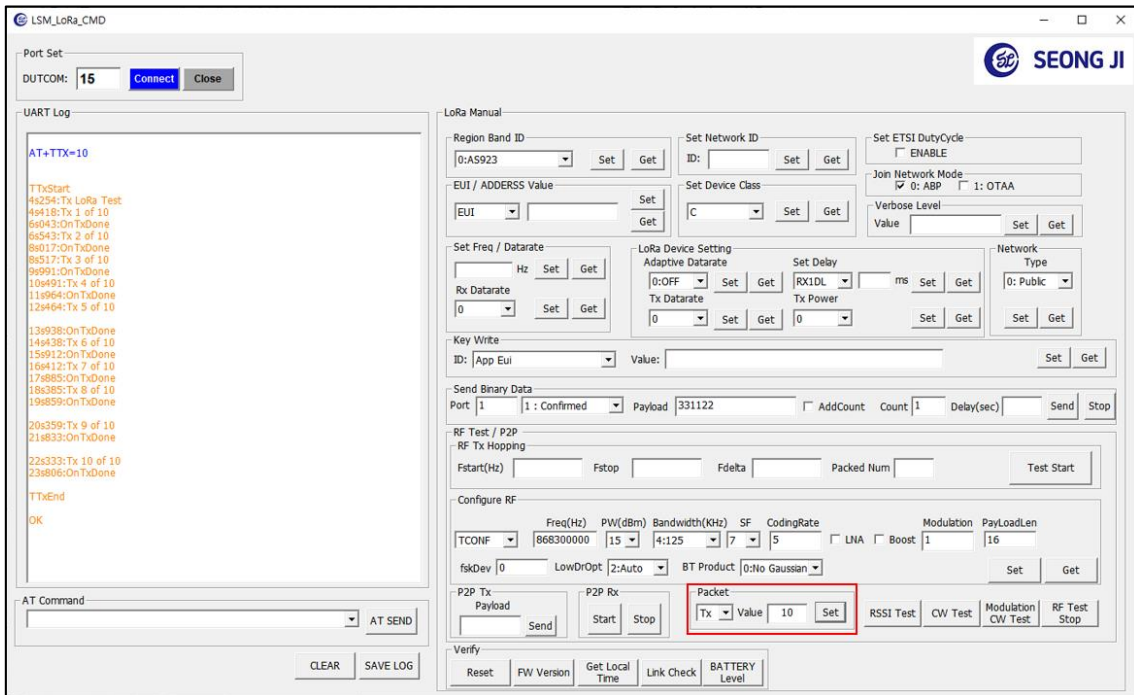 LSM_LoRa_CMD
SEONG JI
Port Set
DUTCOM: 15 Connect Close
UART Log
AT+TTX=10
TTxStart
4s254:Tx LoRa Test
4s418:Tx 1 of 10
6s043:OnTxDone
6s543:Tx 2 of 10
8s017:OnTxDone
8s517:Tx 3 of 10
9s991:OnTxDone
10s491:Tx 4 of 10
11s964:OnTxDone
12s464:Tx 5 of 10
13s938:OnTxDone
14s438:Tx 6 of 10
15s912:OnTxDone
16s412:Tx 7 of 10
17s885:OnTxDone
18s385:Tx 8 of 10
19s859:OnTxDone
20s359:Tx 9 of 10
21s833:OnTxDone
22s333:Tx 10 of 10
23s806:OnTxDone
TTxEnd
OK
AT Command
AT SEND
CLEAR SAVE LOG
LoRa Manual
Region Band ID
0:AS923 Set Get
Set Network ID
ID: Set Get
Set ETSI DutyCycle
ENABLE
Join Network Mode
0: ABP 1: OTAA
EUI / ADDERSS Value
EUI Set
Get
Set Device Class
C Set Get
Verbose Level
Value Set Get
Set Freq / Datarate
Hz Set Get
Rx Datarate
0 Set Get
LoRa Device Setting
Adaptive Datarate Set Delay
0:OFF Set Get RX1DL ms Set Get
Tx Datarate Tx Power
0 Set Get 0 Set Get
Network
Type
0: Public
Set Get
Key Write
ID: App Eui Value: Set Get
Send Binary Data
Port 1 1 : Confirmed Payload 331122 AddCount Count 1 Delay(sec) Send Stop
RF Test / P2P
RF Tx Hopping
Fstart(Hz) Fstop Fdelta Packed Num Test Start
Configure RF
Freq(Hz) PW(dBm) Bandwidth(KHz) SF CodingRate Modulation PayLoadLen
TCONF 868300000 15 4:125 7 5 LNA Boost 1 16
fskDev 0 LowDrOpt 2:Auto BT Product 0:No Gaussian Set Get
P2P Tx
Payload
Send
P2P Rx
Start Stop
Packet
Tx Value 10 Set
RSSI Test CW Test Modulation CW Test RF Test Stop
Verify
Reset FW Version Get Local Time Link Check BATTERY Level